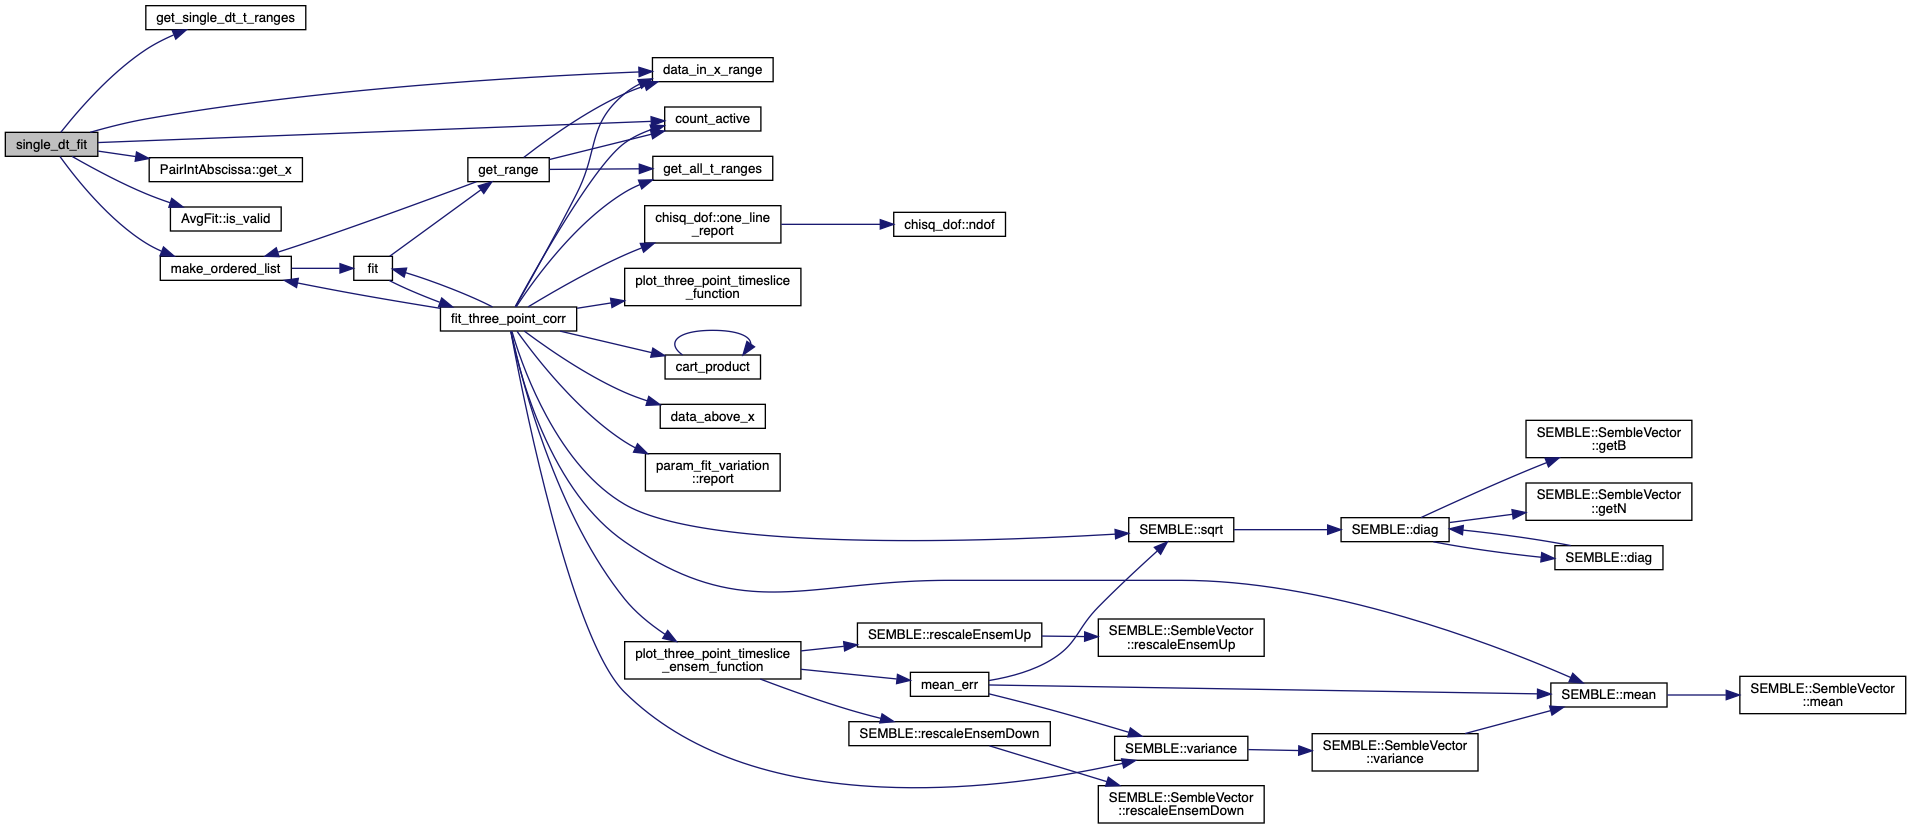 get_single_dt_t_ranges
data_in_x_range
count_active
single_dt_fit
PairIntAbscissa::get_x
get_range
get_all_t_ranges
AvgFit::is_valid
chisq_dof::one_line
_report
chisq_dof::ndof
make_ordered_list
fit
plot_three_point_timeslice
_function
fit_three_point_corr
cart_product
data_above_x
param_fit_variation
::report
SEMBLE::SembleVector
::getB
SEMBLE::SembleVector
::getN
SEMBLE::sqrt
SEMBLE::diag
SEMBLE::diag
SEMBLE::rescaleEnsemUp
SEMBLE::SembleVector
::rescaleEnsemUp
plot_three_point_timeslice
_ensem_function
mean_err
SEMBLE::mean
SEMBLE::SembleVector
::mean
SEMBLE::rescaleEnsemDown
SEMBLE::variance
SEMBLE::SembleVector
::variance
SEMBLE::SembleVector
::rescaleEnsemDown